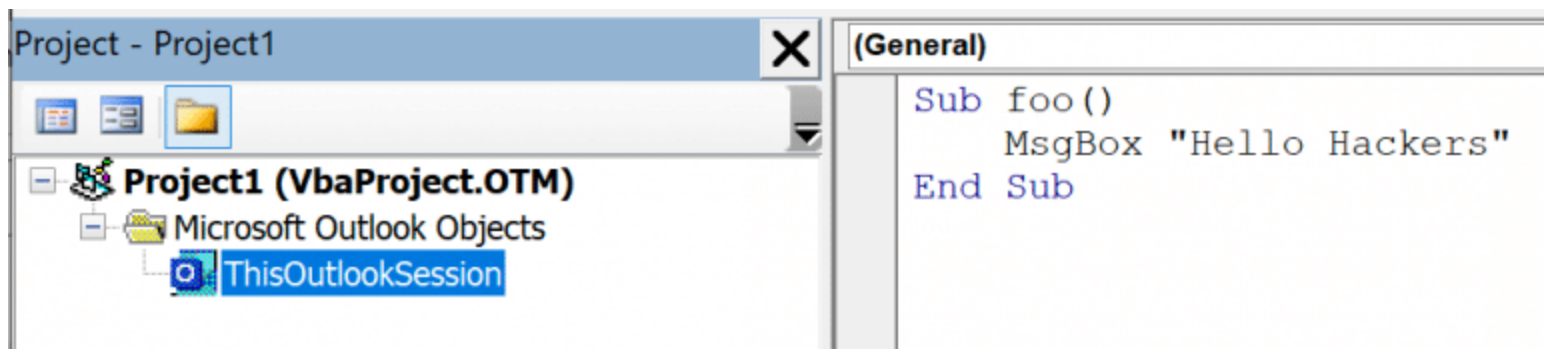 Project - Project1
Project1 (VbaProject.OTM)
Microsoft Outlook Objects
ThisOutlookSession
(General)
Sub foo()
    MsgBox "Hello Hackers"
End Sub